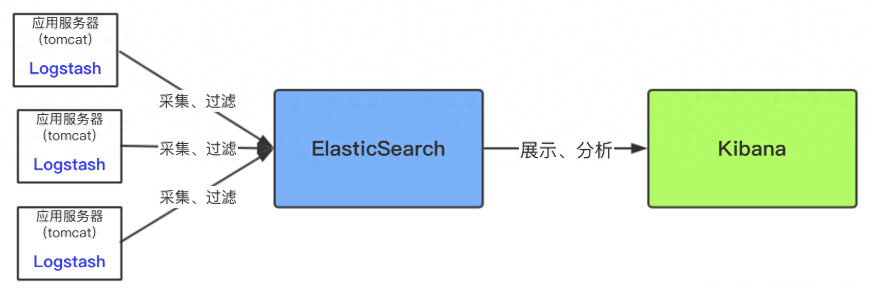 应用服务器
(tomcat)
Logstash
采集、过滤
应用服务器
(tomcat)
Logstash
采集、过滤
应用服务器
(tomcat)
Logstash
采集、过滤
ElasticSearch
展示、分析
Kibana